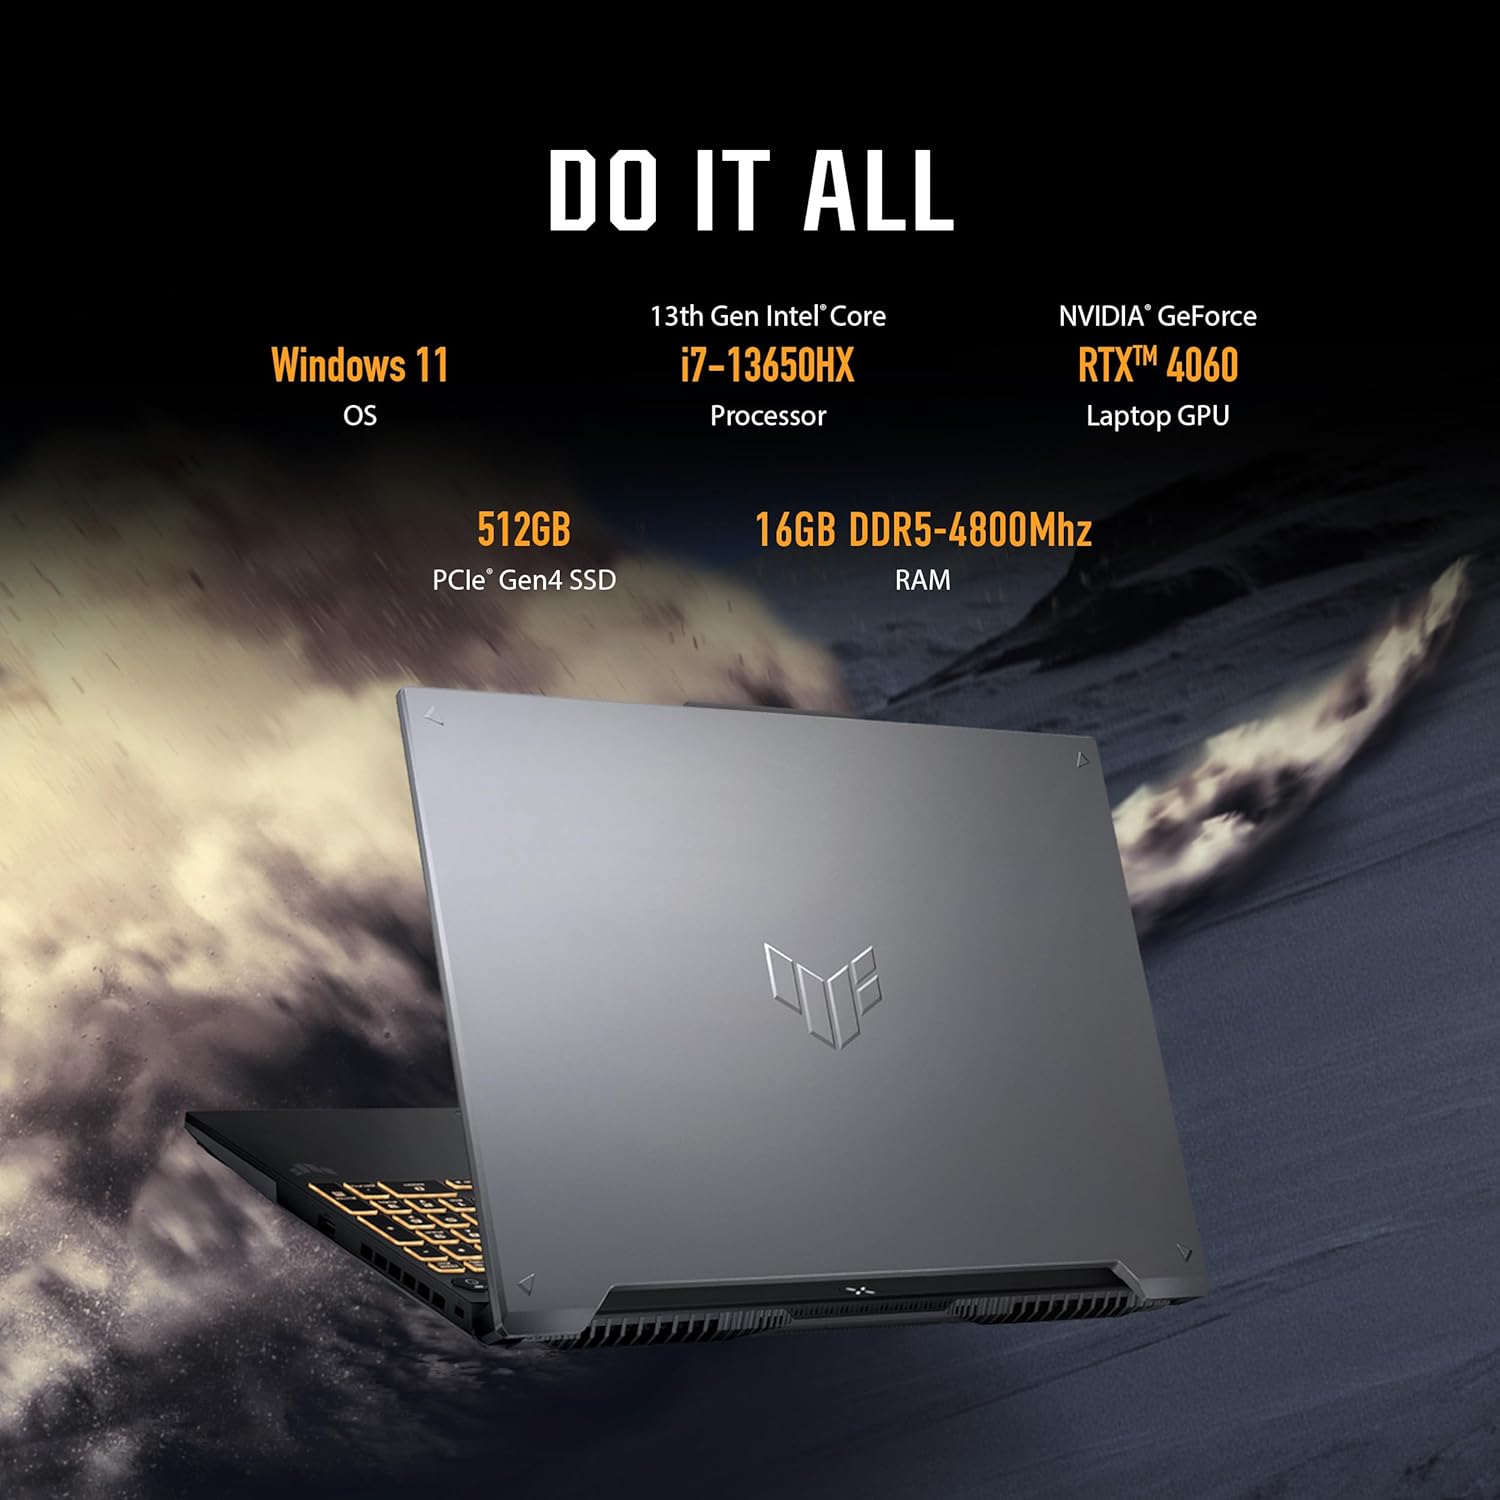 DO IT ALL
Windows 11
OS
13th Gen Intel® Core
i7-13650HX
Processor
NVIDIA® GeForce
RTX™ 4060
Laptop GPU
512GB
PCIe® Gen4 SSD
16GB DDR5-4800Mhz
RAM